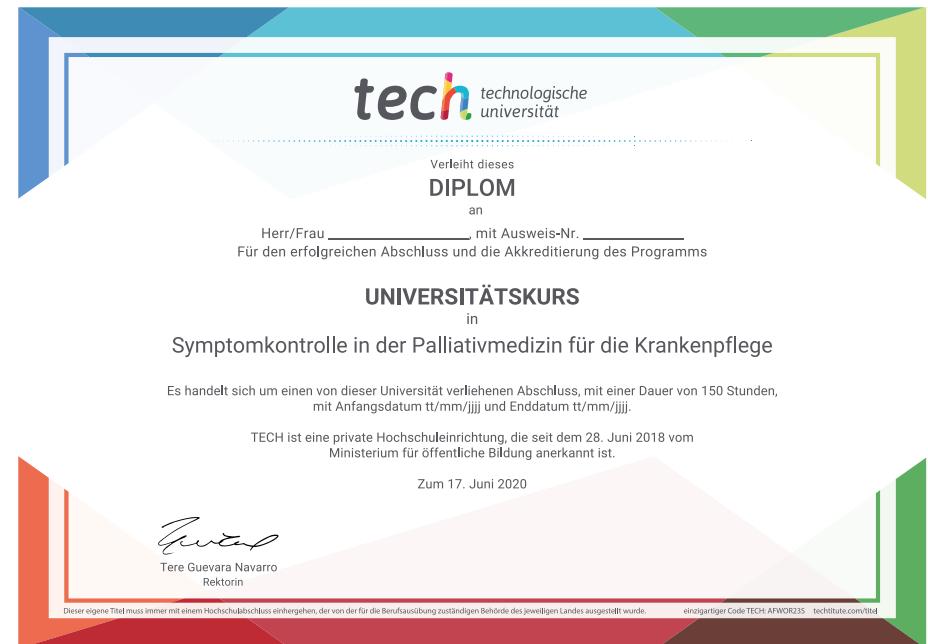 tech technologische
universität
Verleiht dieses
DIPLOM
an
Herr/Frau ____________________, mit Ausweis-Nr. ______________
Für den erfolgreichen Abschluss und die Akkreditierung des Programms
UNIVERSITÄTSKURS
in
Symptomkontrolle in der Palliativmedizin für die Krankenpflege
Es handelt sich um einen von dieser Universität verliehenen Abschluss, mit einer Dauer von 150 Stunden,
mit Anfangsdatum tt/mm/jjjj und Enddatum tt/mm/jjjj.
TECH ist eine private Hochschuleinrichtung, die seit dem 28. Juni 2018 vom
Ministerium für öffentliche Bildung anerkannt ist.
Zum 17. Juni 2020
Tere Guevara Navarro
Rektorin
Dieser eigene Titel muss immer mit einem Hochschulabschluss einhergehen, der von der für die Berufsausübung zuständigen Behörde des jeweiligen Landes ausgestellt wurde. einzigartiger Code TECH: AFWOR23S techtitute.com/titel